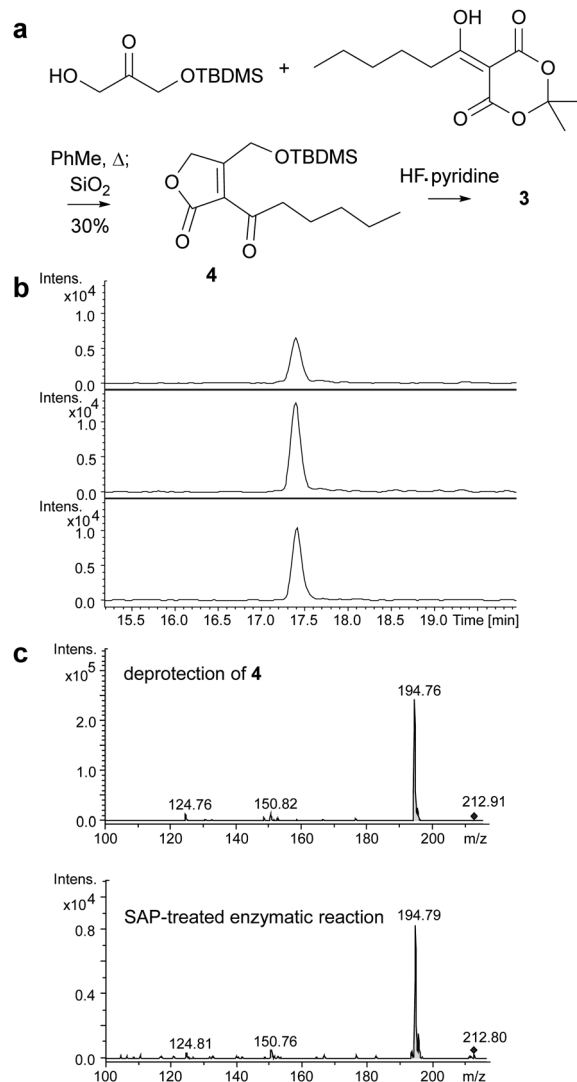 a
O
HO
OTBDMS
+
OH
O
O
O
O
PhMe, Δ;
SiO2
30%
O
O
OTBDMS
O
4
HF·pyridine
3
b
Intens.
x10^4
1.0
0.5
0.0
Intens.
x10^4
1.0
0.5
0.0
Intens.
x10^4
1.0
0.5
0.0
15.5 16.0 16.5 17.0 17.5 18.0 18.5 19.0 Time [min]
c
Intens.
x10^5
2.0
1.0
0.0
deprotection of 4
194.76
124.76
150.82
212.91
100 120 140 160 180 200 m/z
Intens.
x10^4
0.8
0.4
0.0
SAP-treated enzymatic reaction
194.79
124.81
150.76
212.80
100 120 140 160 180 200 m/z